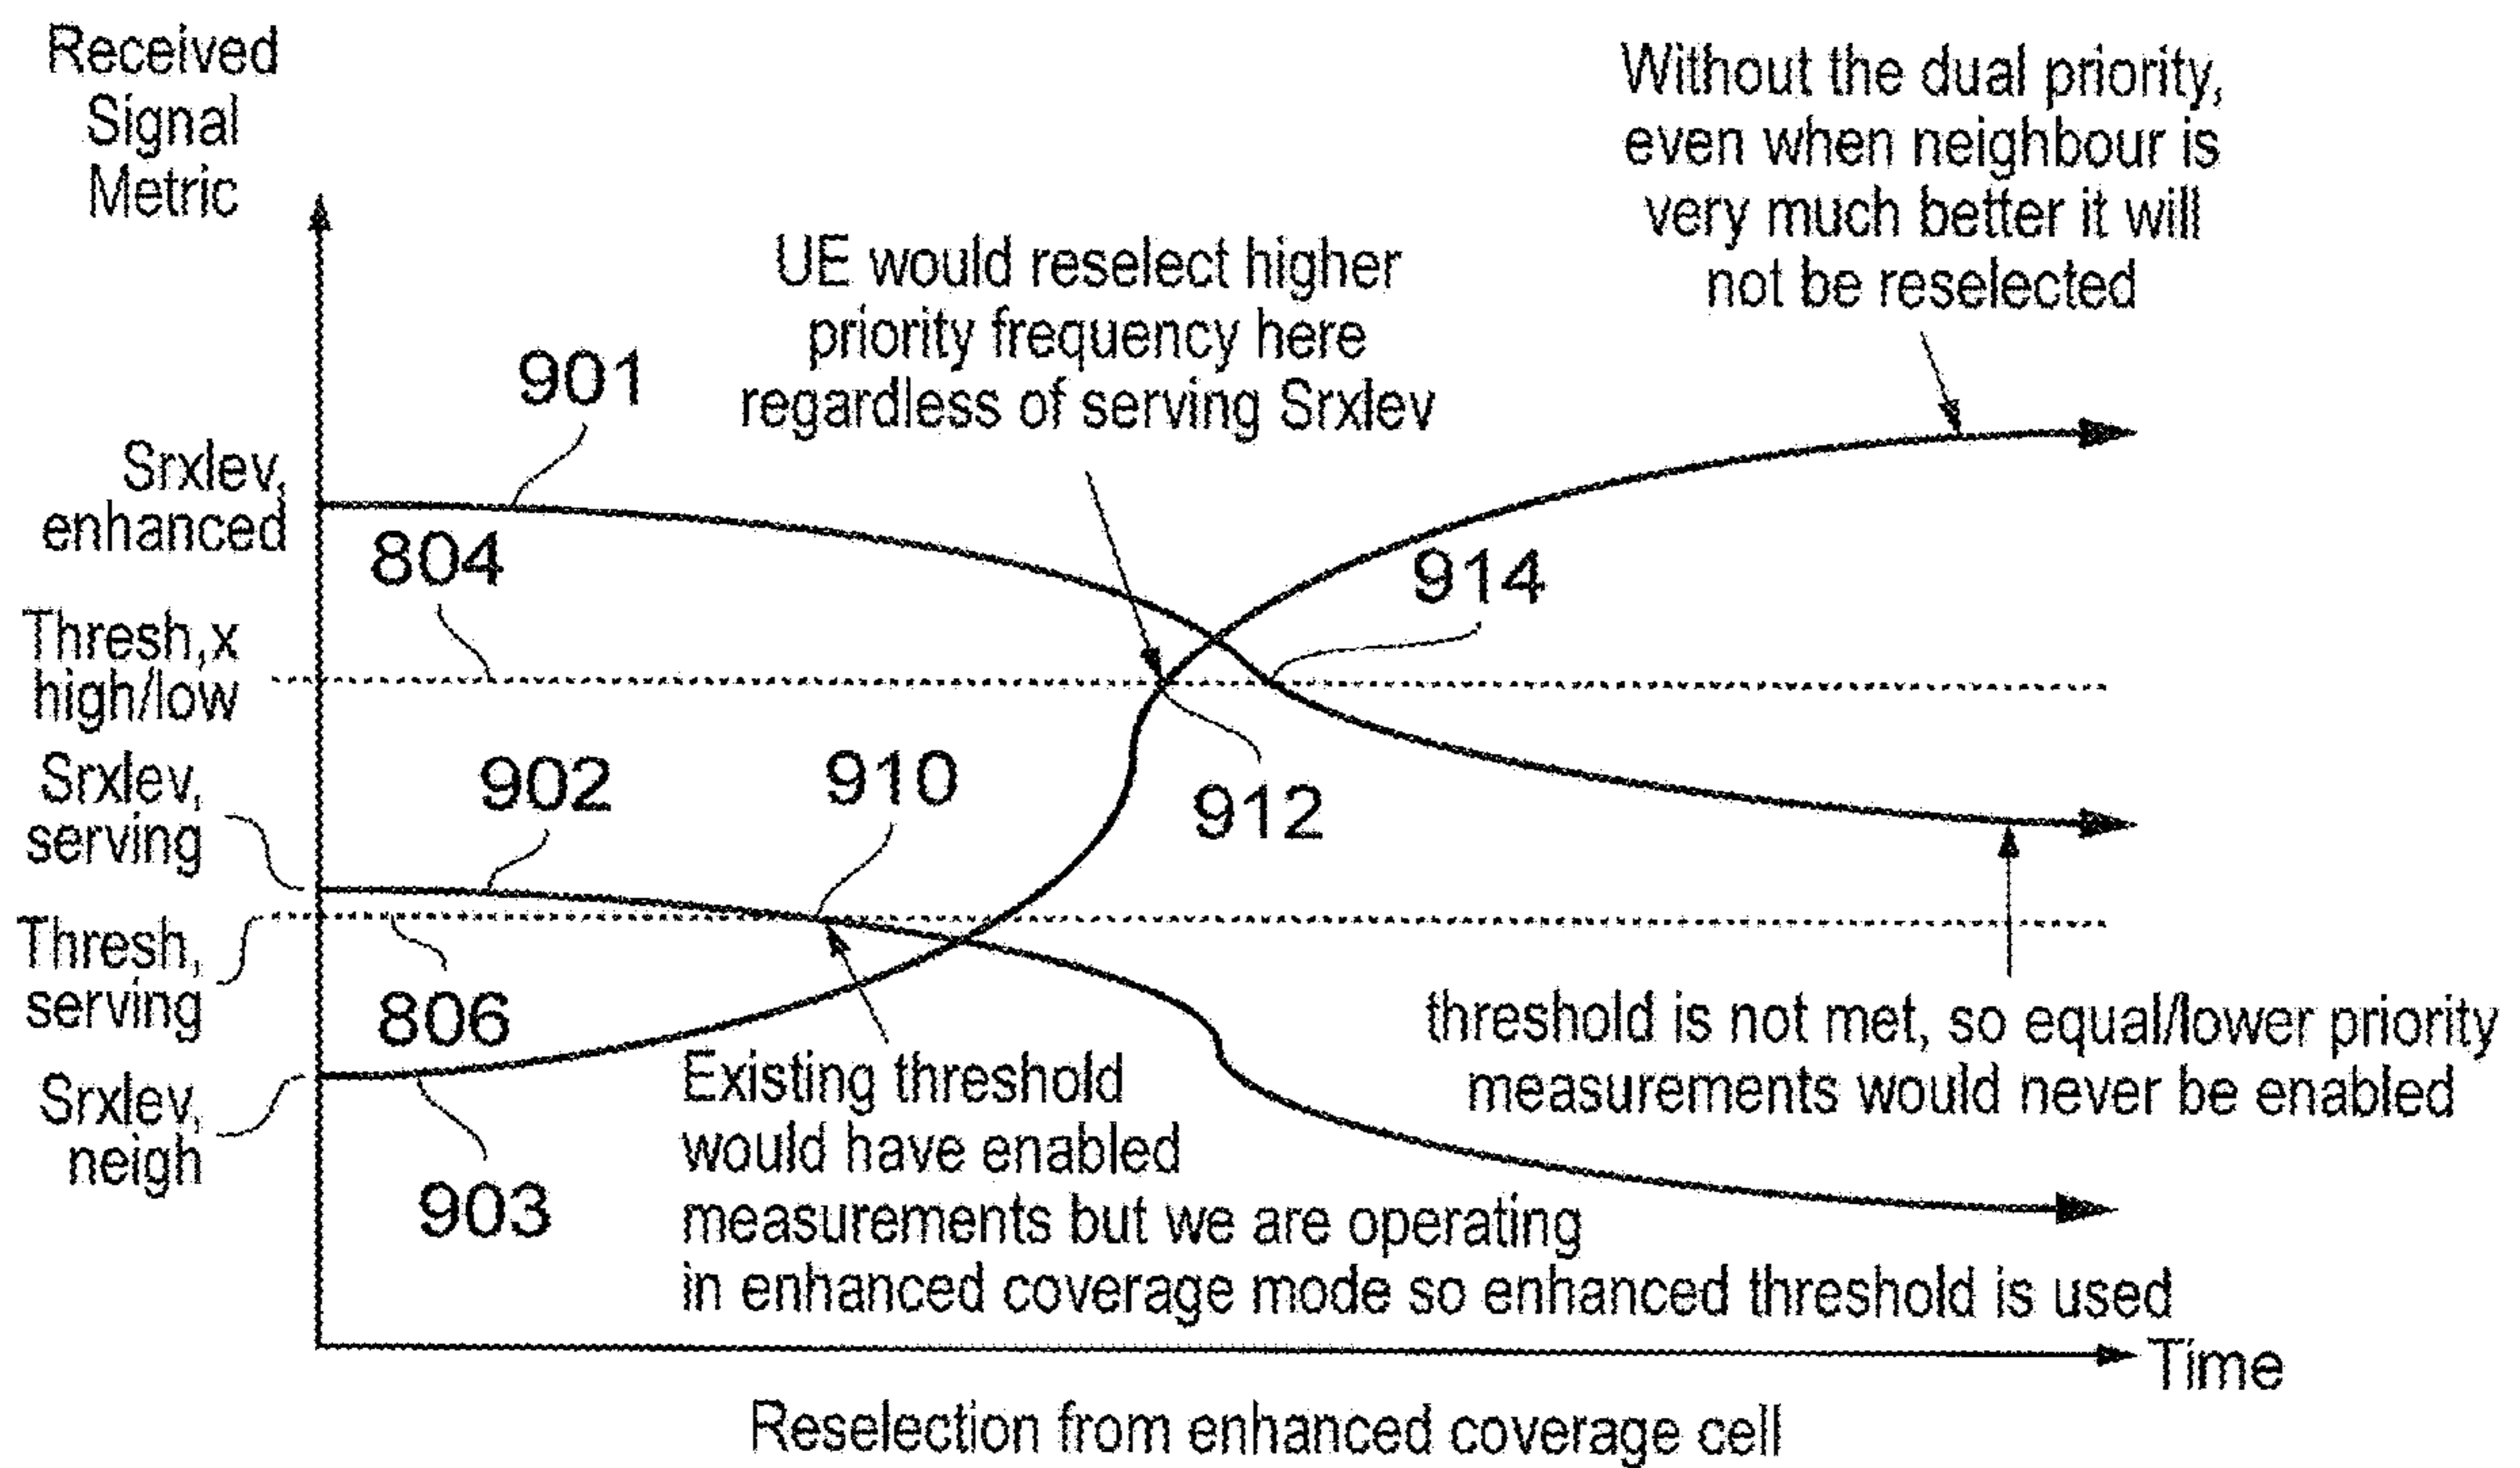 Received
Signal
Metric
Without the dual priority,
even when neighbour is
very much better it will
not be reselected
UE would reselect higher
priority frequency here
regardless of serving Srxlev
901
Srxlev,
enhanced
804
914
Thresh,x
high/low
Srxlev,
serving
902
910
912
Thresh,
serving
806
threshold is not met, so equal/lower priority
measurements would never be enabled
Srxlev,
neigh
903
Existing threshold
would have enabled
measurements but we are operating
in enhanced coverage mode so enhanced threshold is used
Time
Reselection from enhanced coverage cell